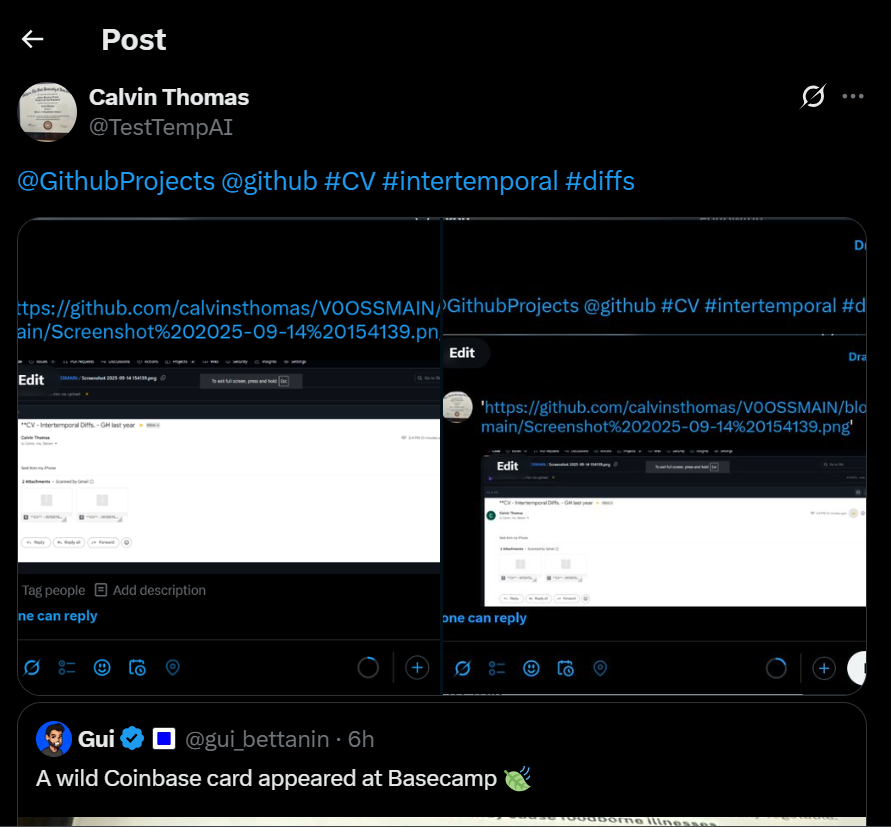 Post
Calvin Thomas
@TestTempAI
@GithubProjects @github #CV #intertemporal #diffs
ttps://github.com/calvinsthomas/V0OSSMAIN/
ain/Screenshot%202025-09-14%20154139.pn
Edit
Screenshot 2025-09-14 154139.png
To exit full screen, press and hold Esc
**CV - Intertemporal Diffs. - GH last year
Calvin Thomas
Sent from my iPhone
2 Attachments • Scanned by Gmail
Reply
Reply all
Forward
Tag people
Add description
ne can reply
Dr
GithubProjects @github #CV #intertemporal #d
Edit
Dra
'https://github.com/calvinsthomas/V0OSSMAIN/blo
main/Screenshot%202025-09-14%20154139.png'
Edit
Screenshot 2025-09-14 154139.png
To exit full screen, press and hold Esc
**CV - Intertemporal Diffs. - GH last year
Calvin Thomas
Sent from my iPhone
2 Attachments • Scanned by Gmail
Reply
Reply all
Forward
one can reply
Gui @gui_bettanin · 6h
A wild Coinbase card appeared at Basecamp
cause foodborne illnesses